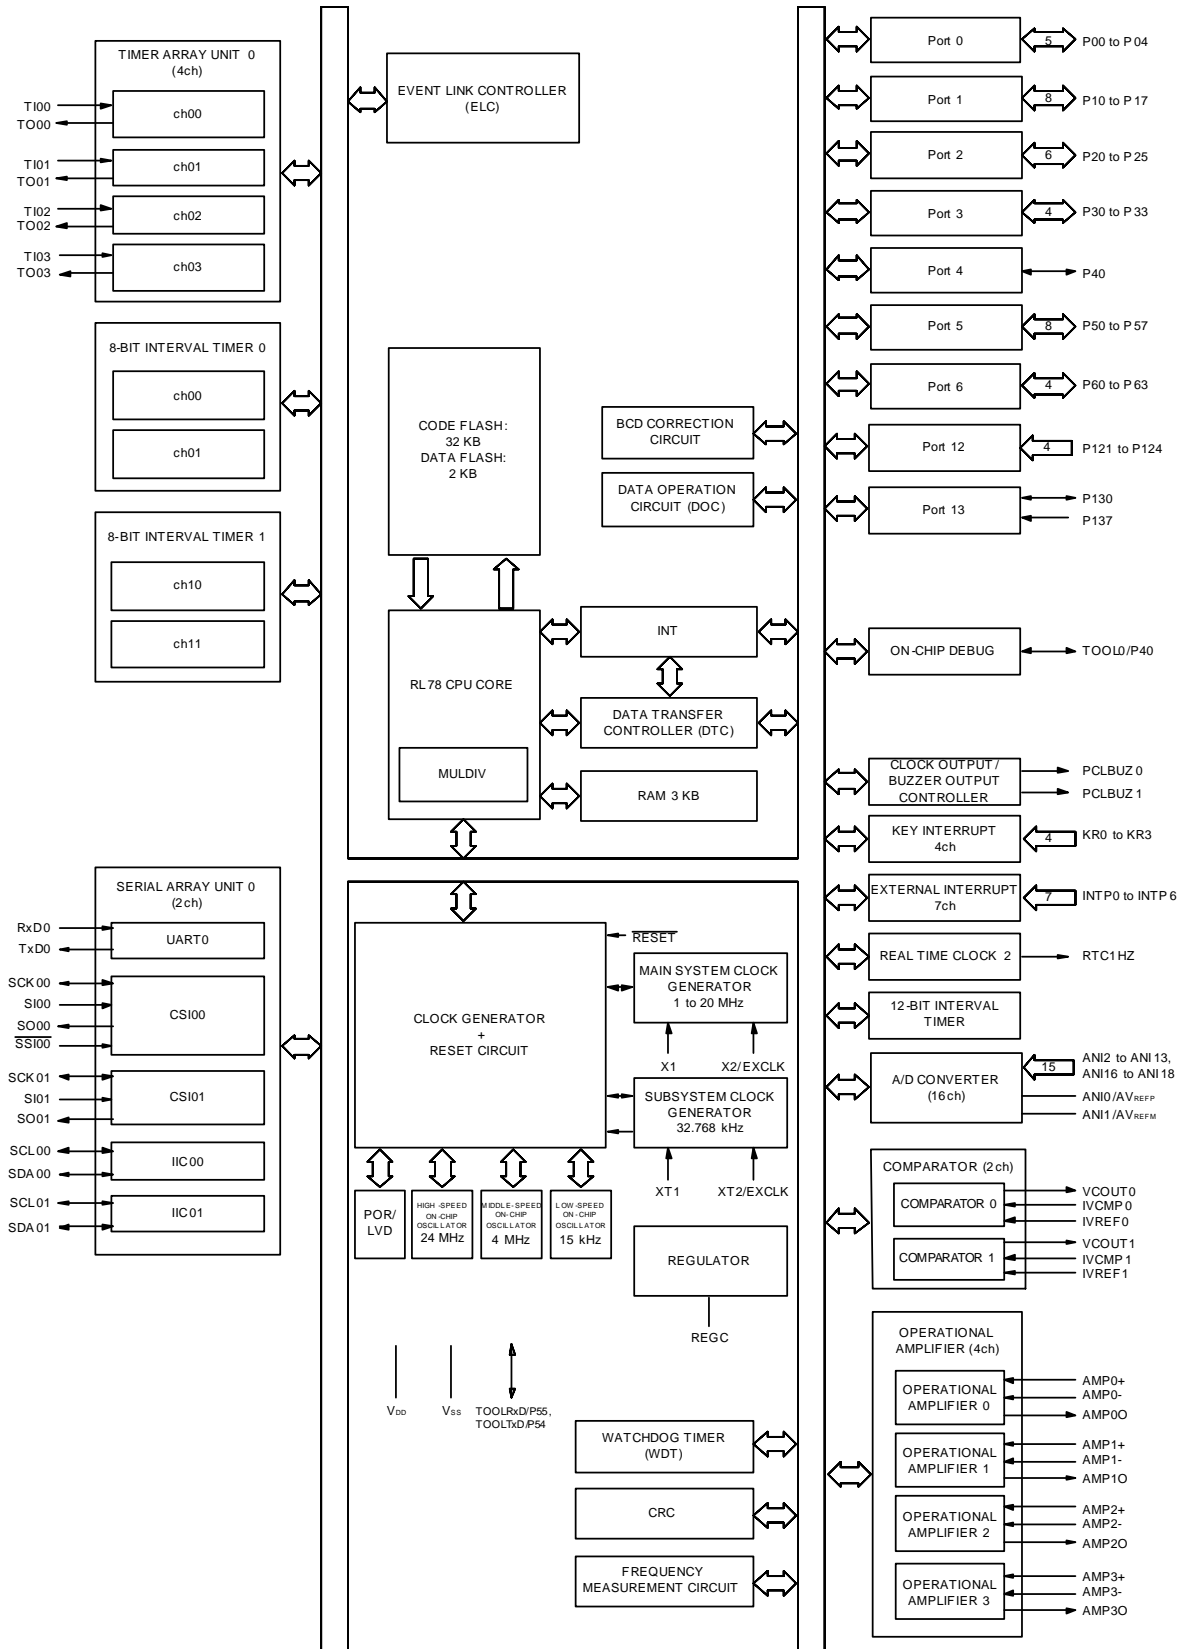 TIMER ARRAY UNIT 0
(4ch)
TI00
TO00
ch00
TI01
TO01
ch01
TI02
TO02
ch02
TI03
TO03
ch03
8-BIT INTERVAL TIMER 0
ch00
ch01
8-BIT INTERVAL TIMER 1
ch10
ch11
SERIAL ARRAY UNIT 0
(2ch)
RxD0
TxD0
UART0
SCK00
SI00
SO00
SSI00
CSI00
SCK01
SI01
SO01
CSI01
SCL00
SDA00
IIC00
SCL01
SDA01
IIC01
EVENT LINK CONTROLLER
(ELC)
CODE FLASH:
32 KB
DATA FLASH:
2 KB
BCD CORRECTION
CIRCUIT
DATA OPERATION
CIRCUIT (DOC)
RL78 CPU CORE
MULDIV
INT
DATA TRANSFER
CONTROLLER (DTC)
RAM 3 KB
CLOCK GENERATOR
+
RESET CIRCUIT
RESET
MAIN SYSTEM CLOCK
GENERATOR
1 to 20 MHz
X1
X2/EXCLK
SUBSYSTEM CLOCK
GENERATOR
32.768 kHz
XT1
XT2/EXCLK
POR/
LVD
HIGH-SPEED
ON-CHIP
OSCILLATOR
24 MHz
MIDDLE-SPEED
ON-CHIP
OSCILLATOR
4 MHz
LOW-SPEED
ON-CHIP
OSCILLATOR
15 kHz
REGULATOR
REGC
VDD
VSS
TOOLRxD/P55,
TOOLTxD/P54
WATCHDOG TIMER
(WDT)
CRC
FREQUENCY
MEASUREMENT CIRCUIT
Port 0
5
P00 to P04
Port 1
8
P10 to P17
Port 2
6
P20 to P25
Port 3
4
P30 to P33
Port 4
P40
Port 5
8
P50 to P57
Port 6
4
P60 to P63
Port 12
4
P121 to P124
Port 13
P130
P137
ON-CHIP DEBUG
TOOL0/P40
CLOCK OUTPUT/
BUZZER OUTPUT
CONTROLLER
PCLBUZ0
PCLBUZ1
KEY INTERRUPT
4ch
4
KR0 to KR3
EXTERNAL INTERRUPT
7ch
7
INTP0 to INTP6
REAL TIME CLOCK 2
RTC1HZ
12-BIT INTERVAL
TIMER
A/D CONVERTER
(16ch)
15
ANI2 to ANI13,
ANI16 to ANI18
ANI0/AVREFP
ANI1/AVREFM
COMPARATOR (2ch)
COMPARATOR 0
VCOUT0
IVCMP0
IVREF0
COMPARATOR 1
VCOUT1
IVCMP1
IVREF1
OPERATIONAL
AMPLIFIER (4ch)
OPERATIONAL
AMPLIFIER 0
AMP0+
AMP0-
AMP0O
OPERATIONAL
AMPLIFIER 1
AMP1+
AMP1-
AMP1O
OPERATIONAL
AMPLIFIER 2
AMP2+
AMP2-
AMP2O
OPERATIONAL
AMPLIFIER 3
AMP3+
AMP3-
AMP3O